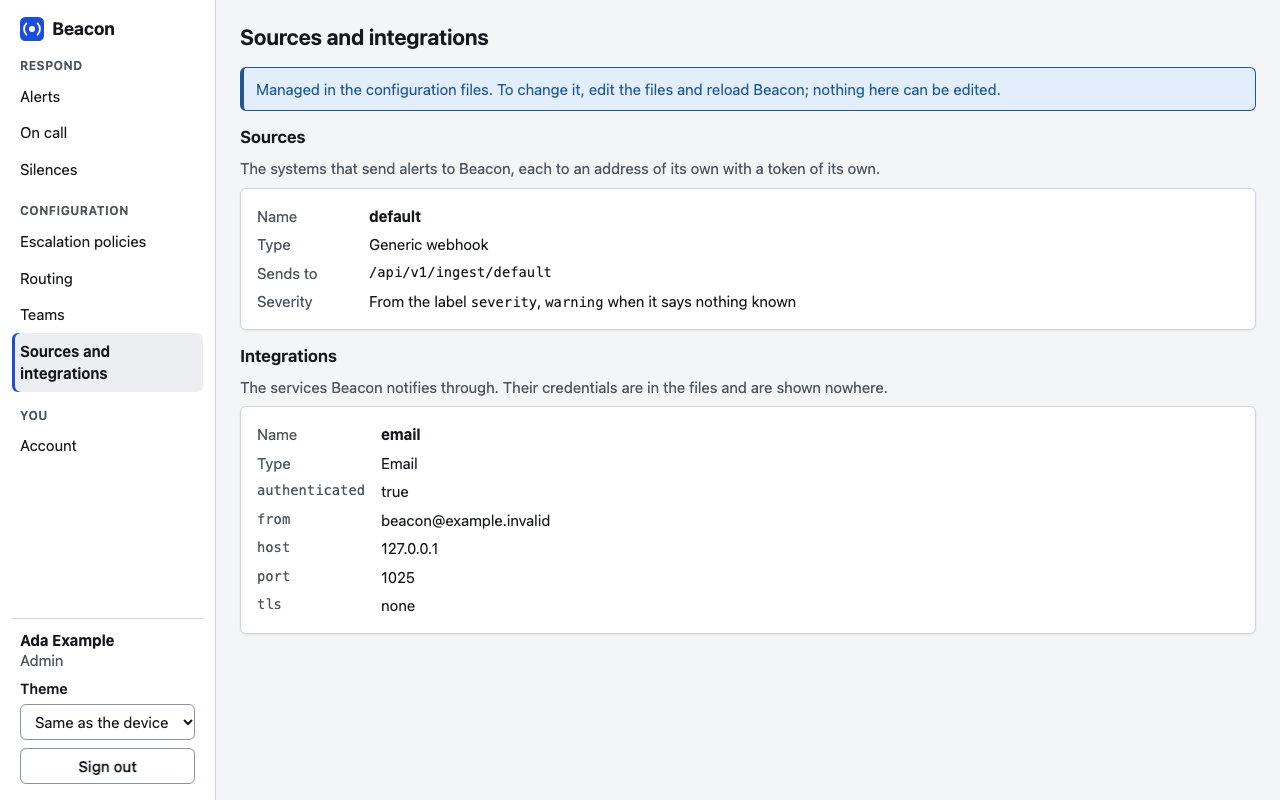 Beacon
RESPOND
Alerts
On call
Silences
CONFIGURATION
Escalation policies
Routing
Teams
Sources and
integrations
YOU
Account
Ada Example
Admin
Theme
Same as the device
Sign out
Sources and integrations
Managed in the configuration files. To change it, edit the files and reload Beacon; nothing here can be edited.
Sources
The systems that send alerts to Beacon, each to an address of its own with a token of its own.
Name default
Type Generic webhook
Sends to /api/v1/ingest/default
Severity From the label severity, warning when it says nothing known
Integrations
The services Beacon notifies through. Their credentials are in the files and are shown nowhere.
Name email
Type Email
authenticated true
from beacon@example.invalid
host 127.0.0.1
port 1025
tls none